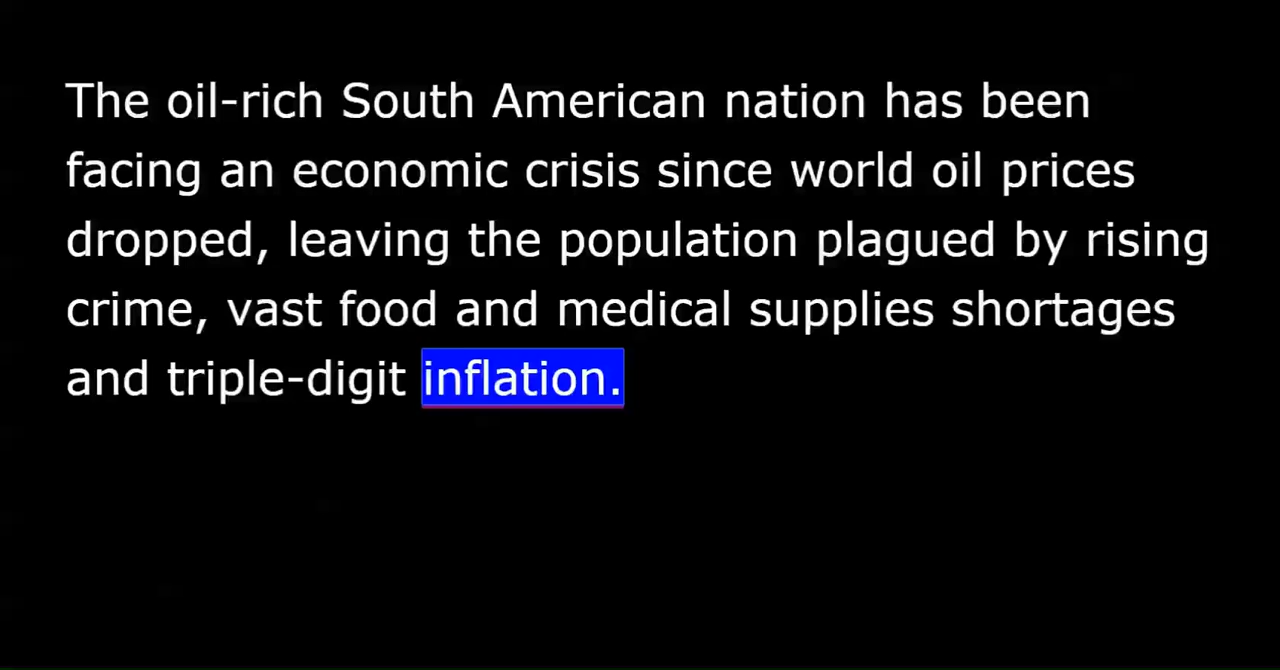 The oil-rich South American nation has been
facing an economic crisis since world oil prices
dropped, leaving the population plagued by rising
crime, vast food and medical supplies shortages
and triple-digit inflation.